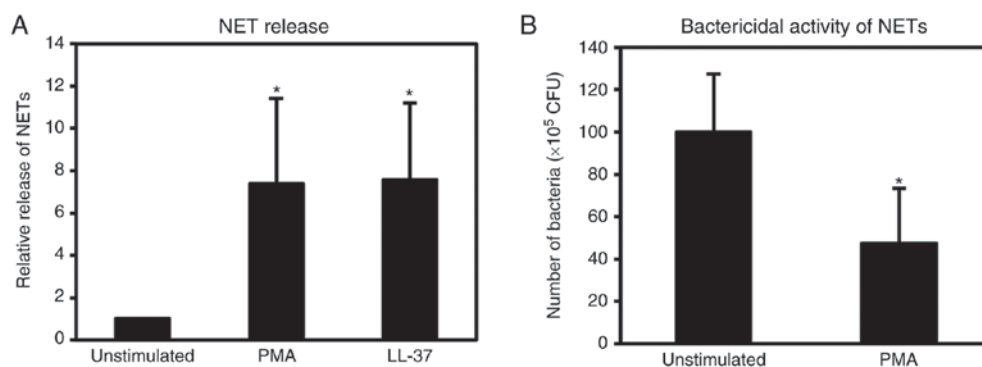 A
NET release
Relative release of NETs
14
12
10
8
6
4
2
0
*
*
Unstimulated
PMA
LL-37
B
Bactericidal activity of NETs
Number of bacteria (×10⁵ CFU)
140
120
100
80
60
40
20
0
*
Unstimulated
PMA